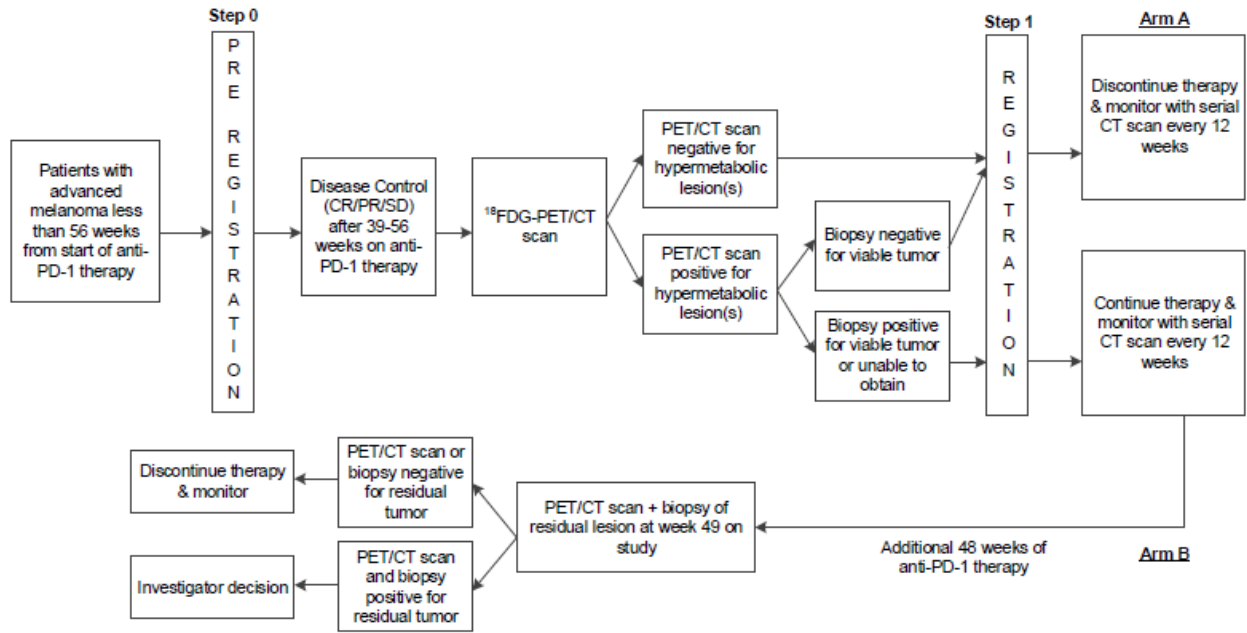 Step 0
P
R
E
R
E
G
I
S
T
R
A
T
I
O
N
Patients with
advanced
melanoma less
than 56 weeks
from start of anti-
PD-1 therapy
Disease Control
(CR/PR/SD)
after 39-56
weeks on anti-
PD-1 therapy
18FDG-PET/CT
scan
PET/CT scan
negative for
hypermetabolic
lesion(s)
PET/CT scan
positive for
hypermetabolic
lesion(s)
Biopsy negative
for viable tumor
Biopsy positive
for viable tumor
or unable to
obtain
Step 1
R
E
G
I
S
T
R
A
T
I
O
N
Arm A
Discontinue therapy
& monitor with serial
CT scan every 12
weeks
Continue therapy &
monitor with serial
CT scan every 12
weeks
Arm B
Additional 48 weeks of
anti-PD-1 therapy
PET/CT scan + biopsy of
residual lesion at week 49 on
study
PET/CT scan or
biopsy negative
for residual
tumor
Discontinue therapy
& monitor
PET/CT scan
and biopsy
positive for
residual tumor
Investigator decision